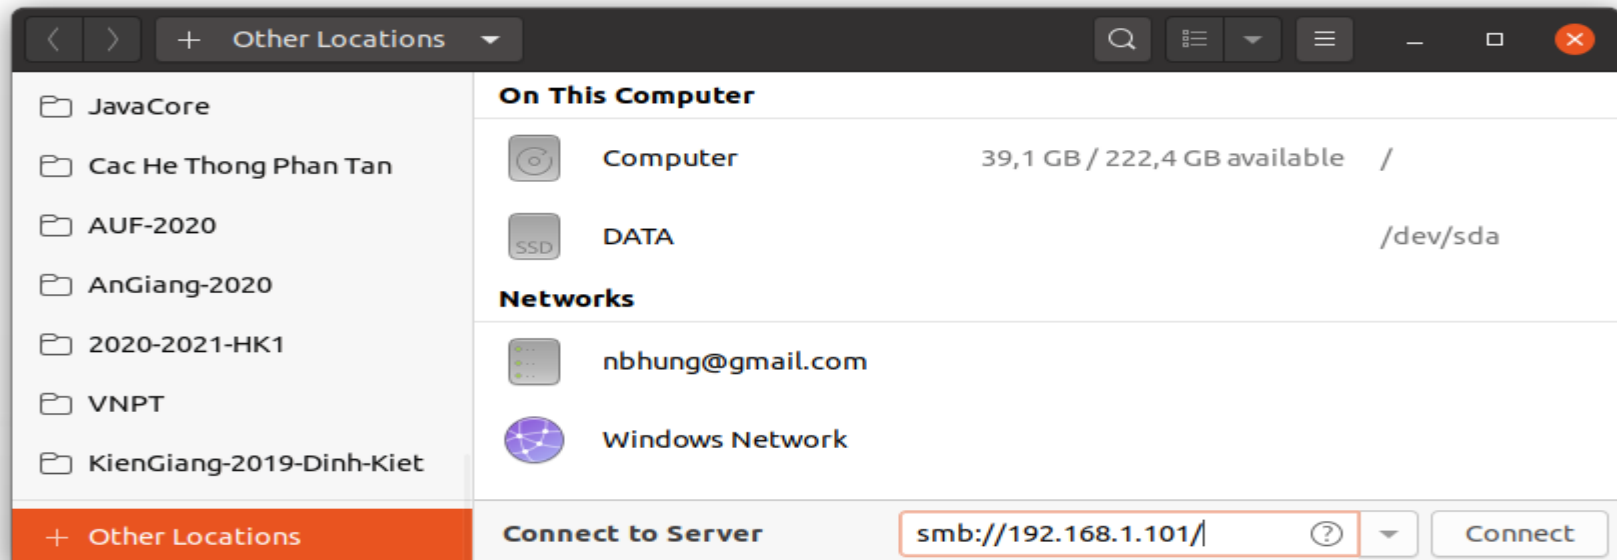 Other Locations
JavaCore
Cac He Thong Phan Tan
AUF-2020
AnGiang-2020
2020-2021-HK1
VNPT
KienGiang-2019-Dinh-Kiet
+ Other Locations
On This Computer
Computer 39,1 GB / 222,4 GB available /
SSD DATA /dev/sda
Networks
nbhung@gmail.com
Windows Network
Connect to Server smb://192.168.1.101/ ? Connect